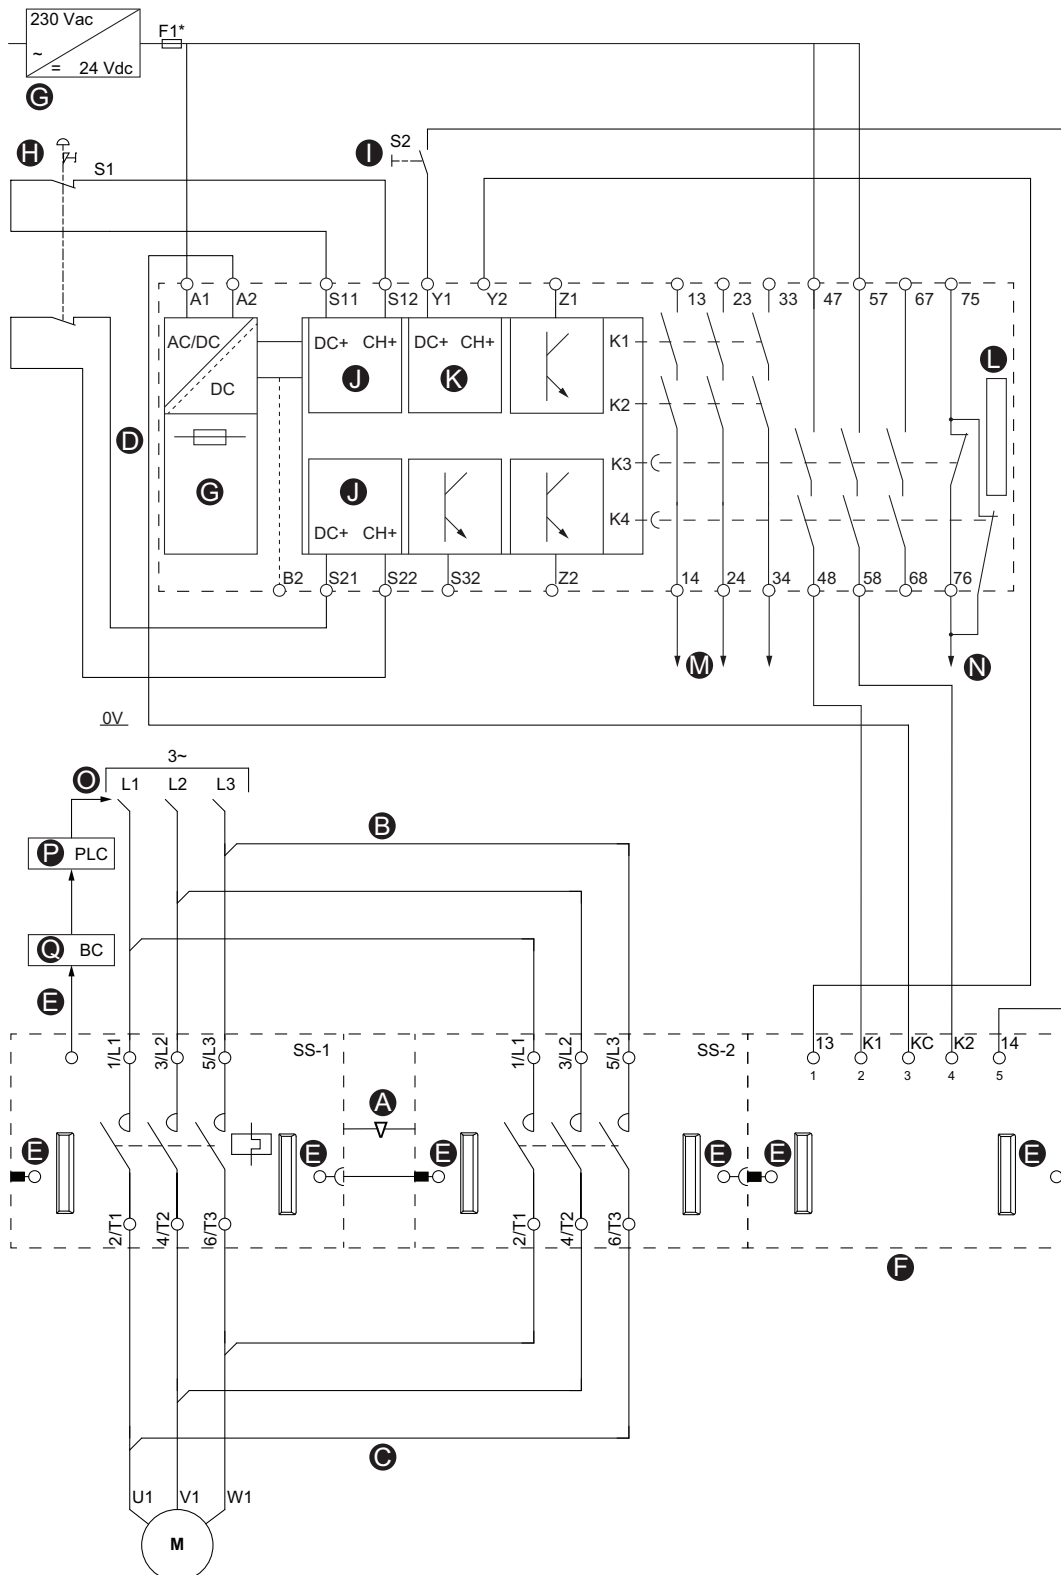 230 Vac
F1*
~
= 24 Vdc
G
H
S1
I
S2
A1 A2 S11 S12 Y1 Y2 Z1 13 23 33 47 57 67 75
AC/DC
DC
DC+ CH+
DC+ CH+
J
K
K1
L
K2
D
G
J
K3
DC+ CH+
K4
B2 S21 S22 S32 Z2 14 24 34 48 58 68 76
M
N
0V
3~
O
L1 L2 L3
B
P PLC
Q BC
E
1/L1 3/L2 5/L3
SS-1
1/L1 3/L2 5/L3
SS-2
13 K1 KC K2 14
1 2 3 4 5
A
E E E E E E
2/T1 4/T2 6/T3
2/T1 4/T2 6/T3
F
C
U1 V1 W1
M